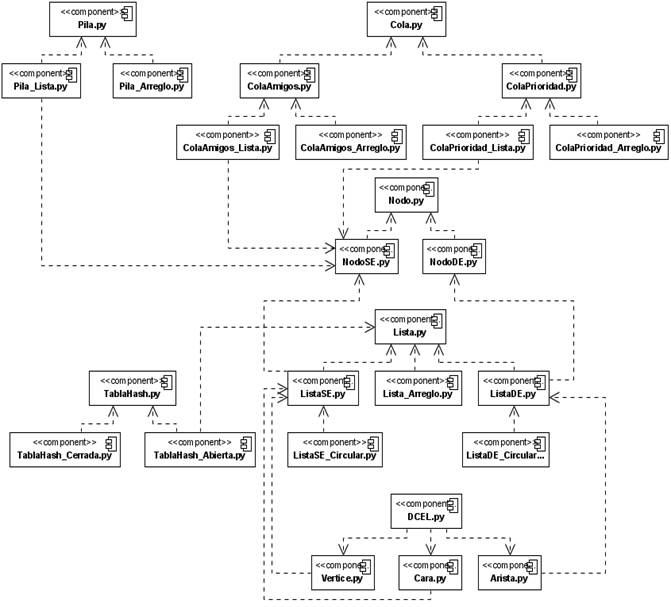 <<component>>
Pila.py
<<component>>
Cola.py
<<component>>
Pila_Lista.py
<<component>>
Pila_Arreglo.py
<<component>>
ColaAmigos.py
<<component>>
ColaPrioridad.py
<<component>>
ColaAmigos_Lista.py
<<component>>
ColaAmigos_Arreglo.py
<<component>>
ColaPrioridad_Lista.py
<<component>>
ColaPrioridad_Arreglo.py
<<compone...
Nodo.py
<<compone...
NodoSE.py
<<compone...
NodoDE.py
<<component...
Lista.py
<<component>>
TablaHash.py
<<component...
ListaSE.py
<<component>>
Lista_Arreglo.py
<<component...
ListaDE.py
<<component>>
TablaHash_Cerrada.py
<<component>>
TablaHash_Abierta.py
<<component>>
ListaSE_Circular.py
<<component>>
ListaDE_Circular...
<<component...
DCEL.py
<<component...
Vertice.py
<<component...
Cara.py
<<component...
Arista.py